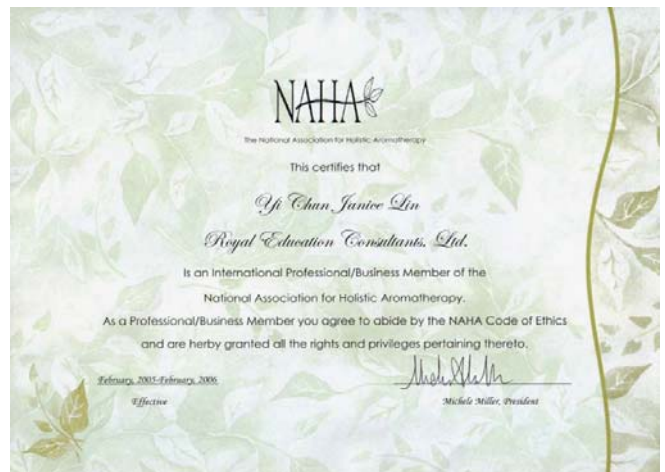 NAHA
The National Association for Holistic Aromatherapy
This certifies that
Yi Chun Janice Lin
Royal Education Consultants, Ltd.
Is an International Professional/Business Member of the
National Association for Holistic Aromatherapy.
As a Professional/Business Member you agree to abide by the NAHA Code of Ethics
and are herby granted all the rights and privileges pertaining thereto.
February, 2005-February, 2006
Effective
Michele Miller, President